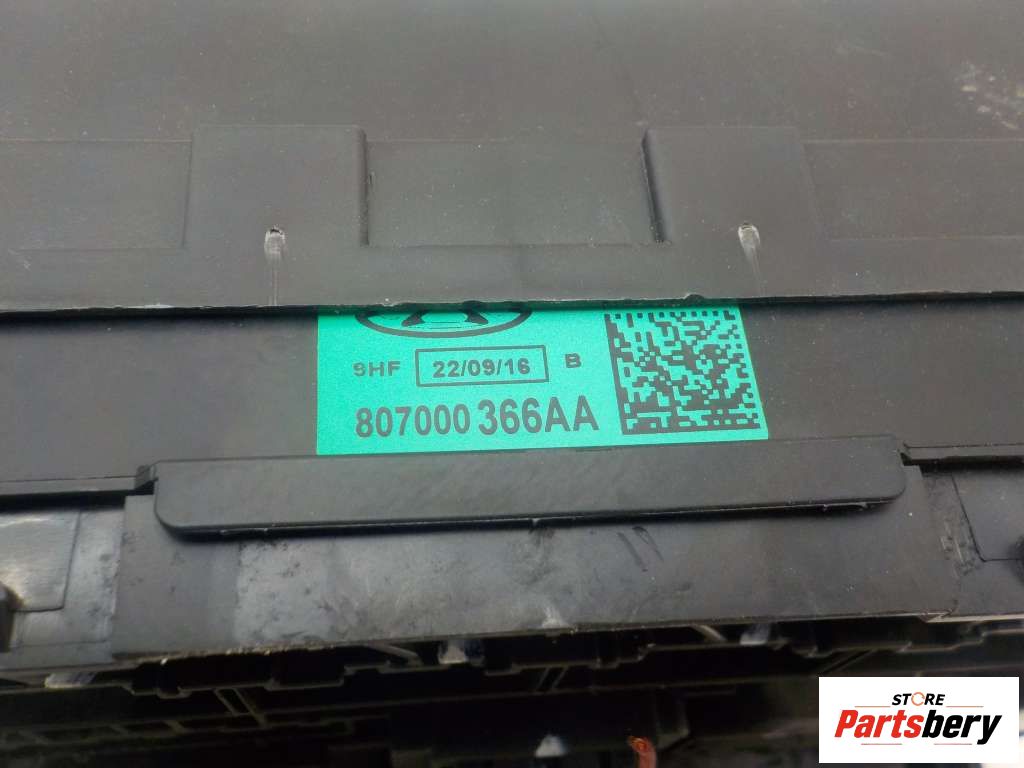 9HF 22/09/16 B
807000 366AA
STORE
Partsbery